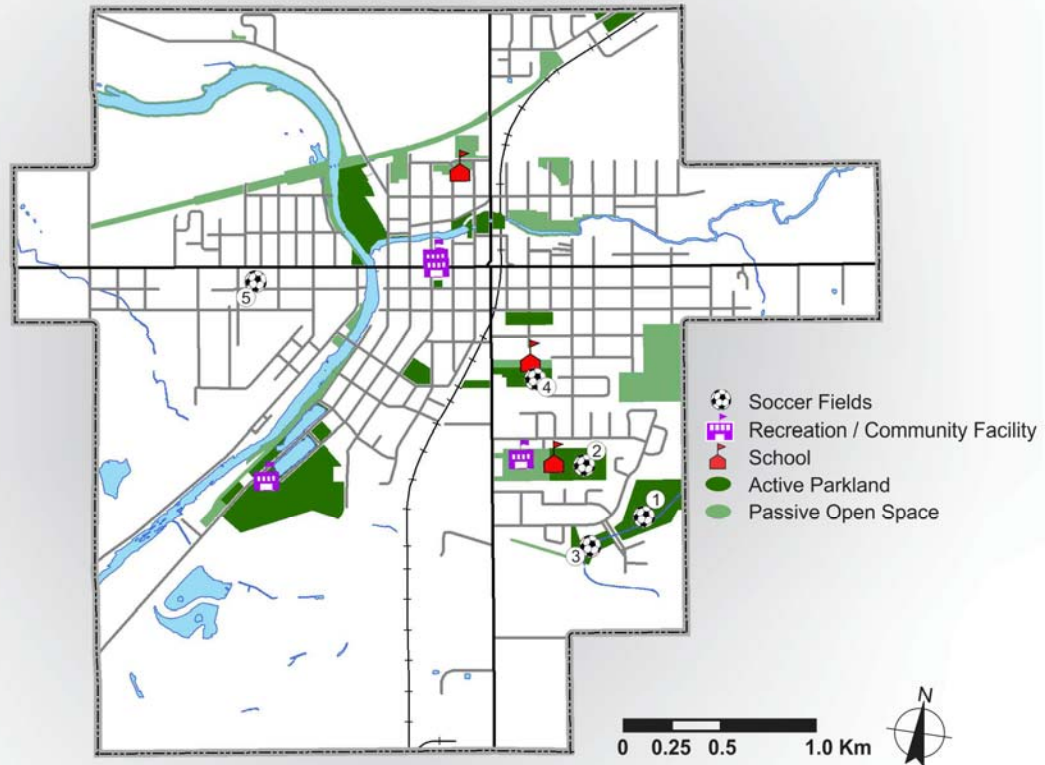 5
4
2
1
3
Soccer Fields
Recreation / Community Facility
School
Active Parkland
Passive Open Space
N
0 0.25 0.5 1.0 Km